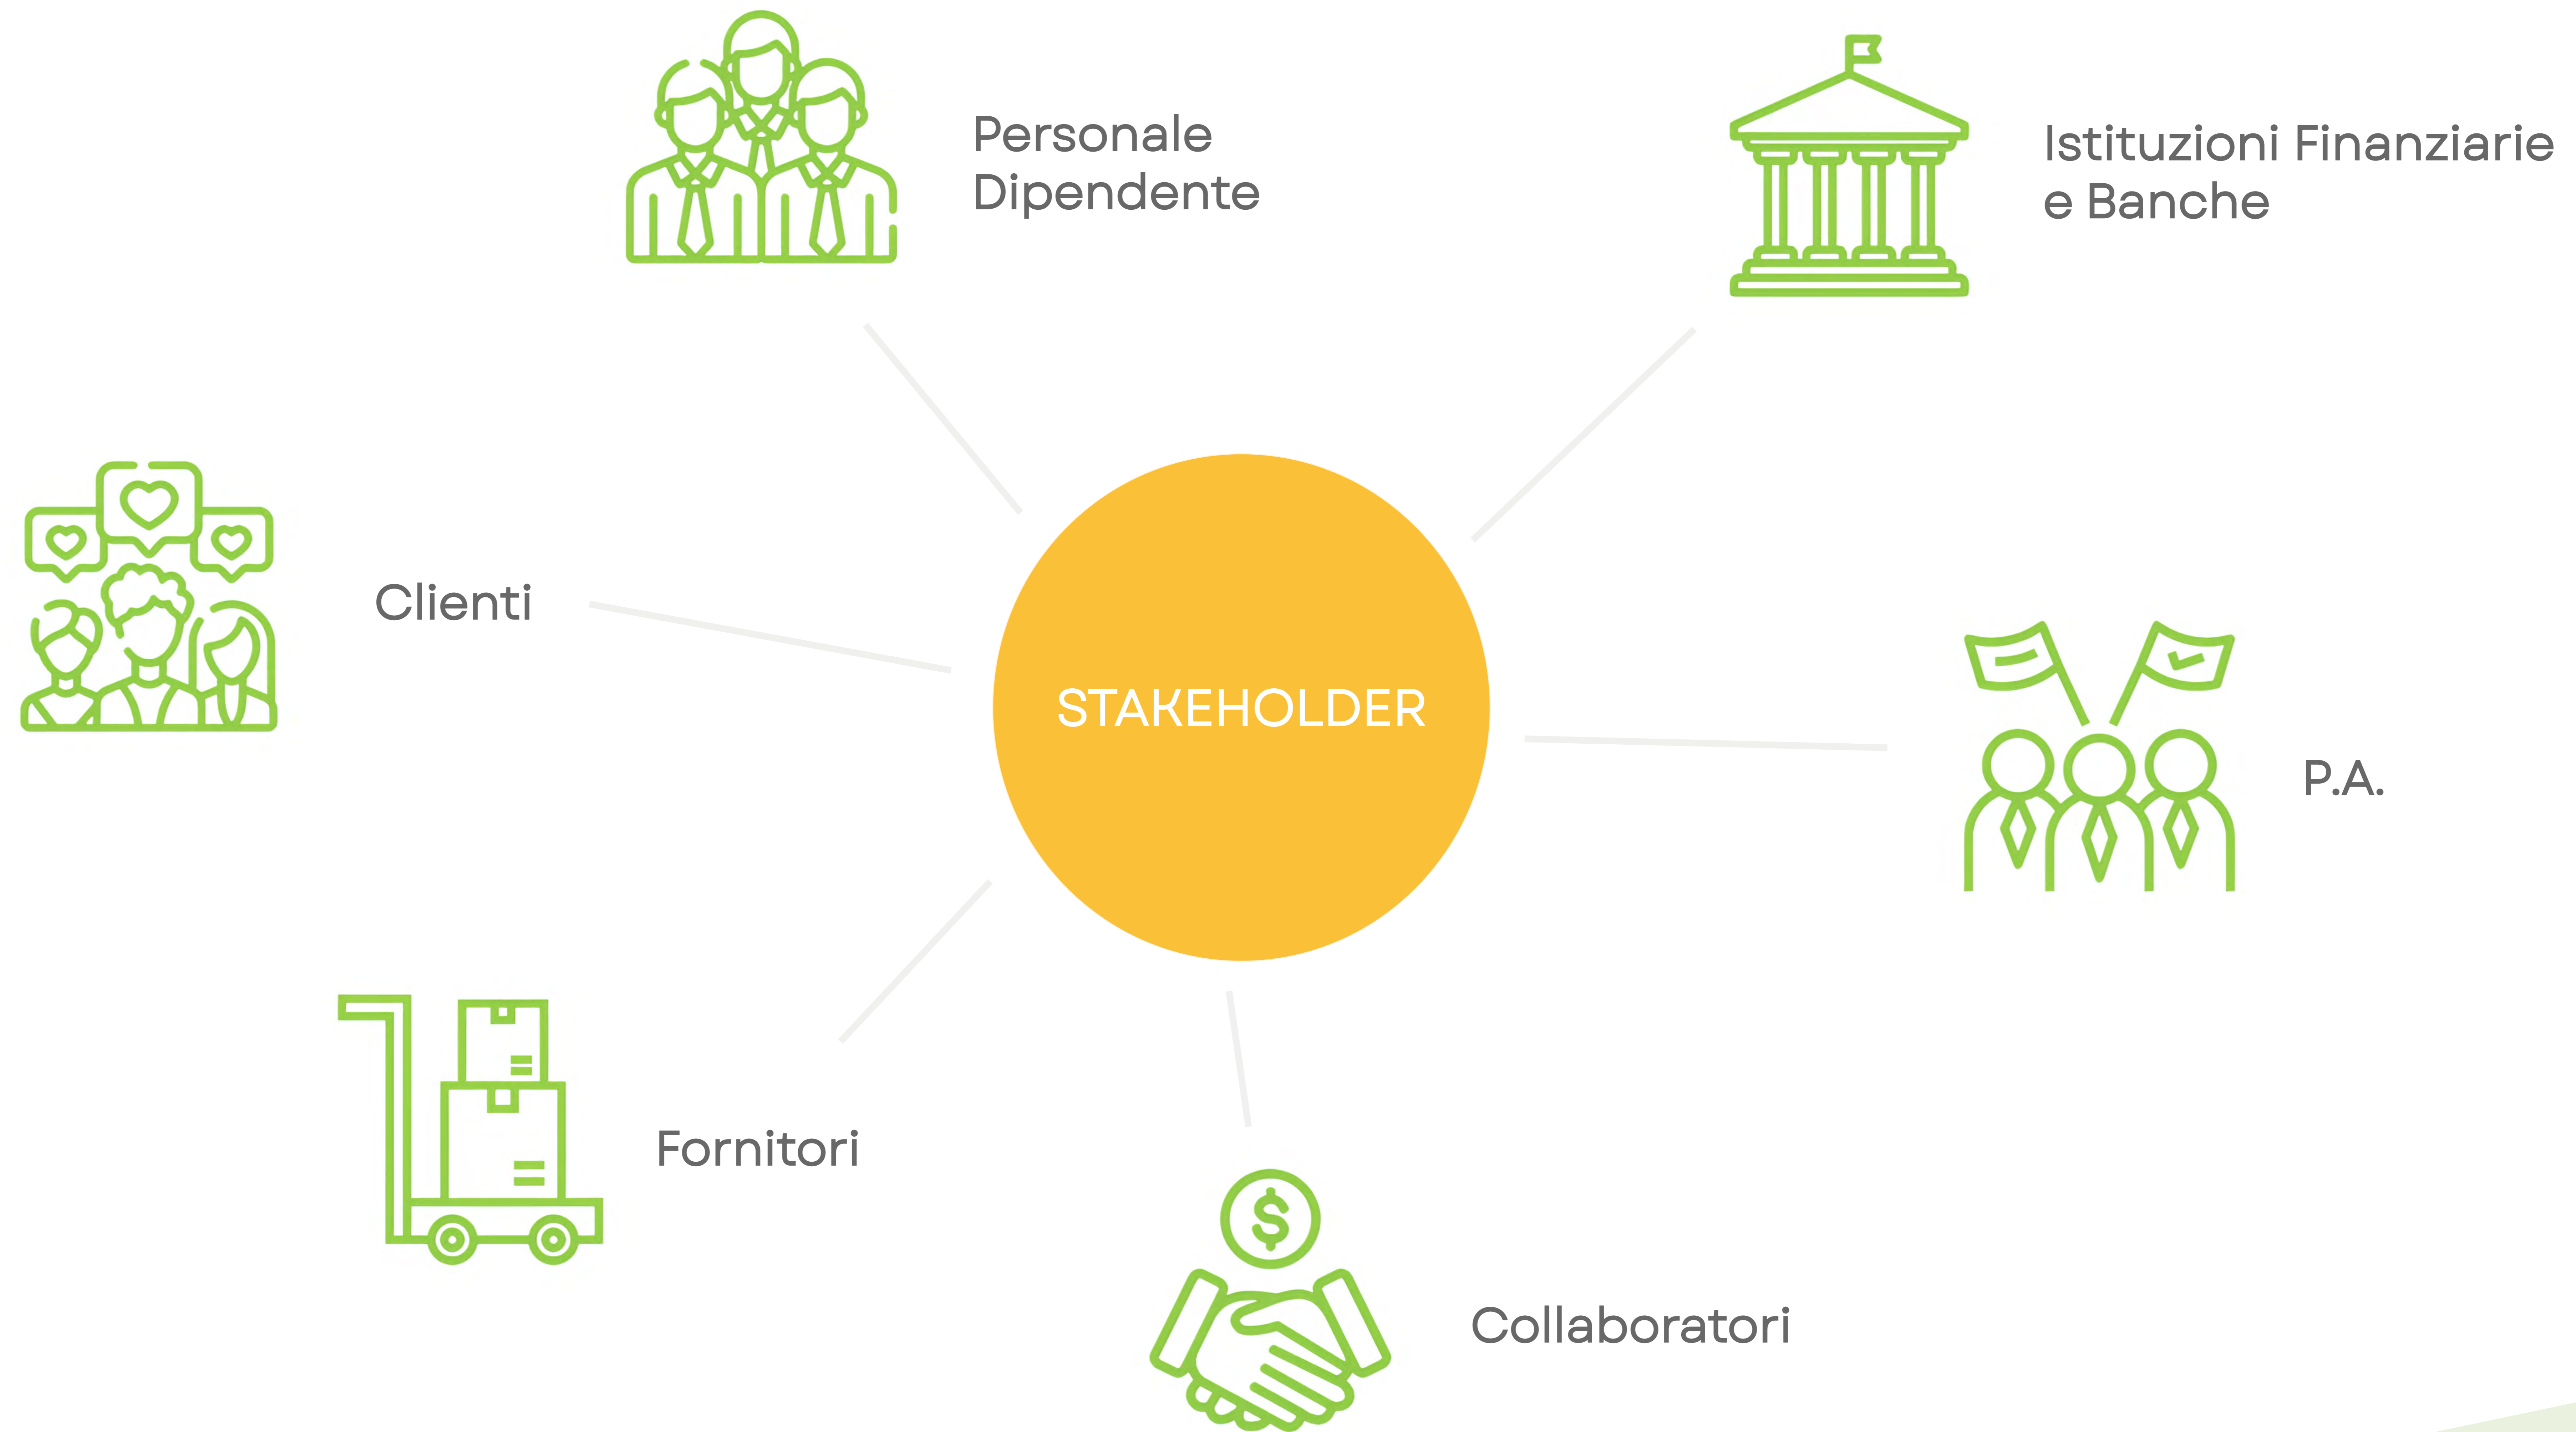 Personale
Dipendente
Istituzioni Finanziarie
e Banche
Clienti
STAKEHOLDER
P.A.
Fornitori
$
Collaboratori